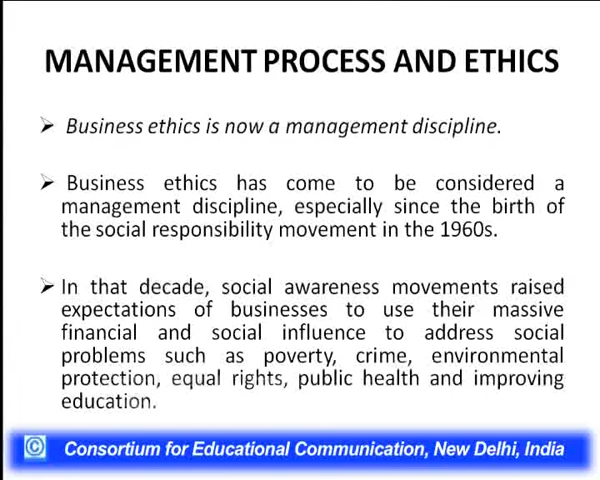 MANAGEMENT PROCESS AND ETHICS
➢ Business ethics is now a management discipline.
➢ Business ethics has come to be considered a
management discipline, especially since the birth of
the social responsibility movement in the 1960s.
➢ In that decade, social awareness movements raised
expectations of businesses to use their massive
financial and social influence to address social
problems such as poverty, crime, environmental
protection, equal rights, public health and improving
education.
© Consortium for Educational Communication, New Delhi, India